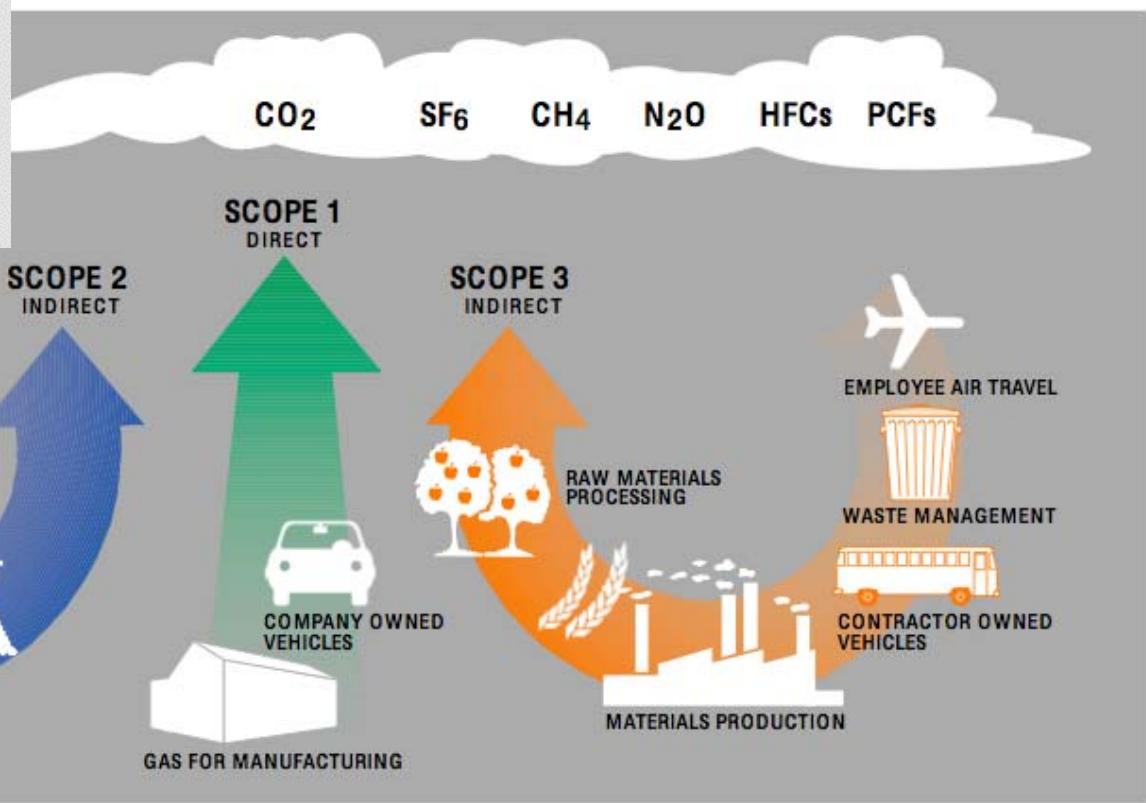 CO2 SF6 CH4 N2O HFCs PCFs
SCOPE 2
INDIRECT
SCOPE 1
DIRECT
COMPANY OWNED
VEHICLES
GAS FOR MANUFACTURING
SCOPE 3
INDIRECT
RAW MATERIALS
PROCESSING
MATERIALS PRODUCTION
EMPLOYEE AIR TRAVEL
WASTE MANAGEMENT
CONTRACTOR OWNED
VEHICLES